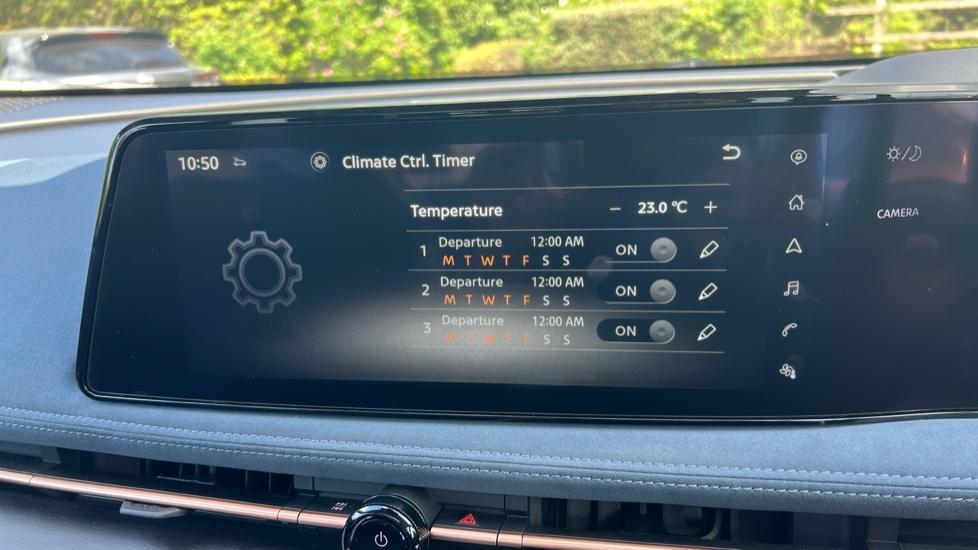 10:50 Climate Ctrl. Timer
Temperature − 23.0 °C +
1 Departure 12:00 AM ON
M T W T F S S
2 Departure 12:00 AM ON
M T W T F S S
3 Departure 12:00 AM ON
M T W T F S S
CAMERA